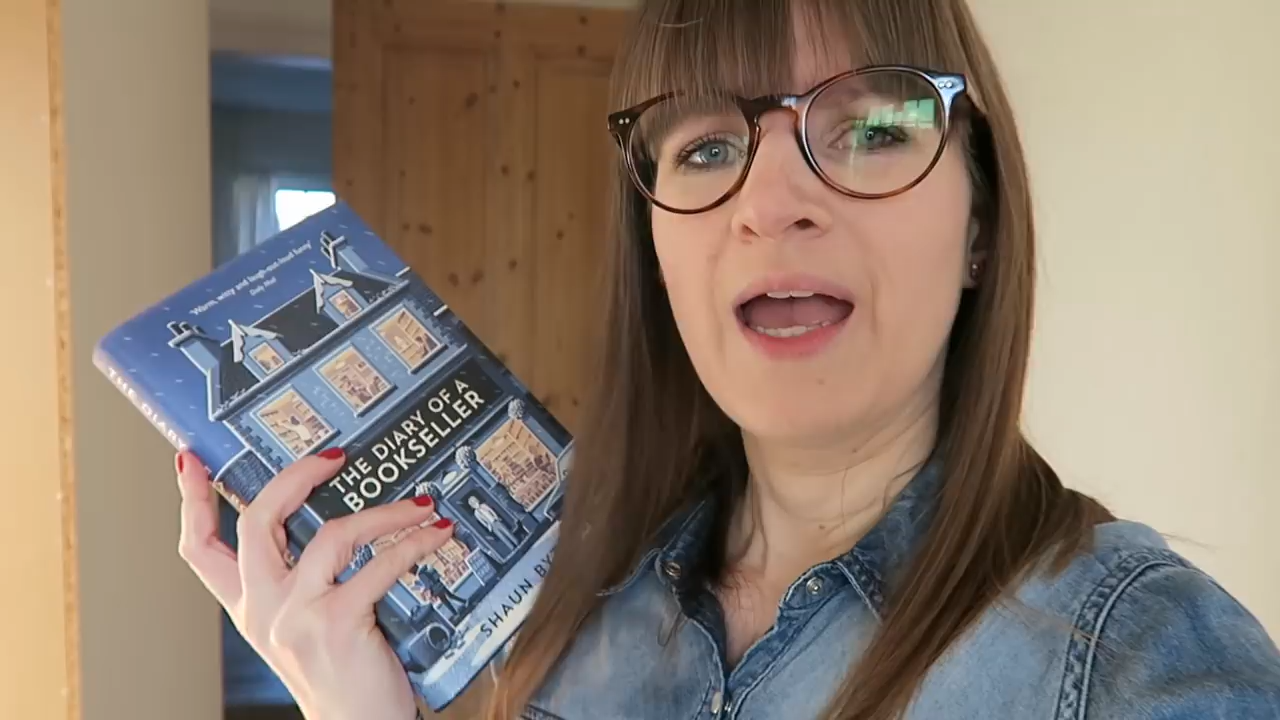 'Warm, witty and laugh-out-loud funny'
Daily Mail
THE DIARY OF A
BOOKSELLER
SHAUN
THE DIARY